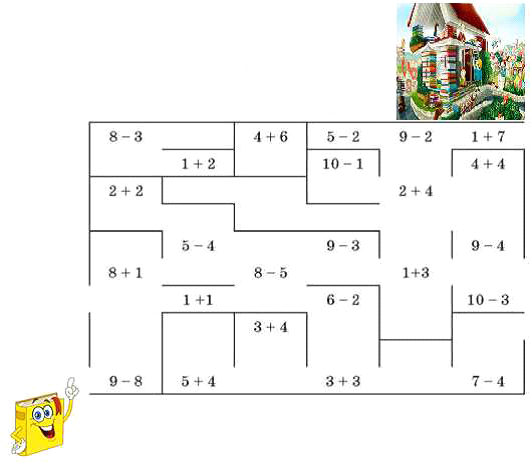 8 − 3 4 + 6 5 − 2 9 − 2 1 + 7
1 + 2 10 − 1 4 + 4
2 + 2 2 + 4
5 − 4 9 − 3 9 − 4
8 + 1 8 − 5 1+3
1 +1 6 − 2 10 − 3
3 + 4
9 − 8 5 + 4 3 + 3 7 − 4